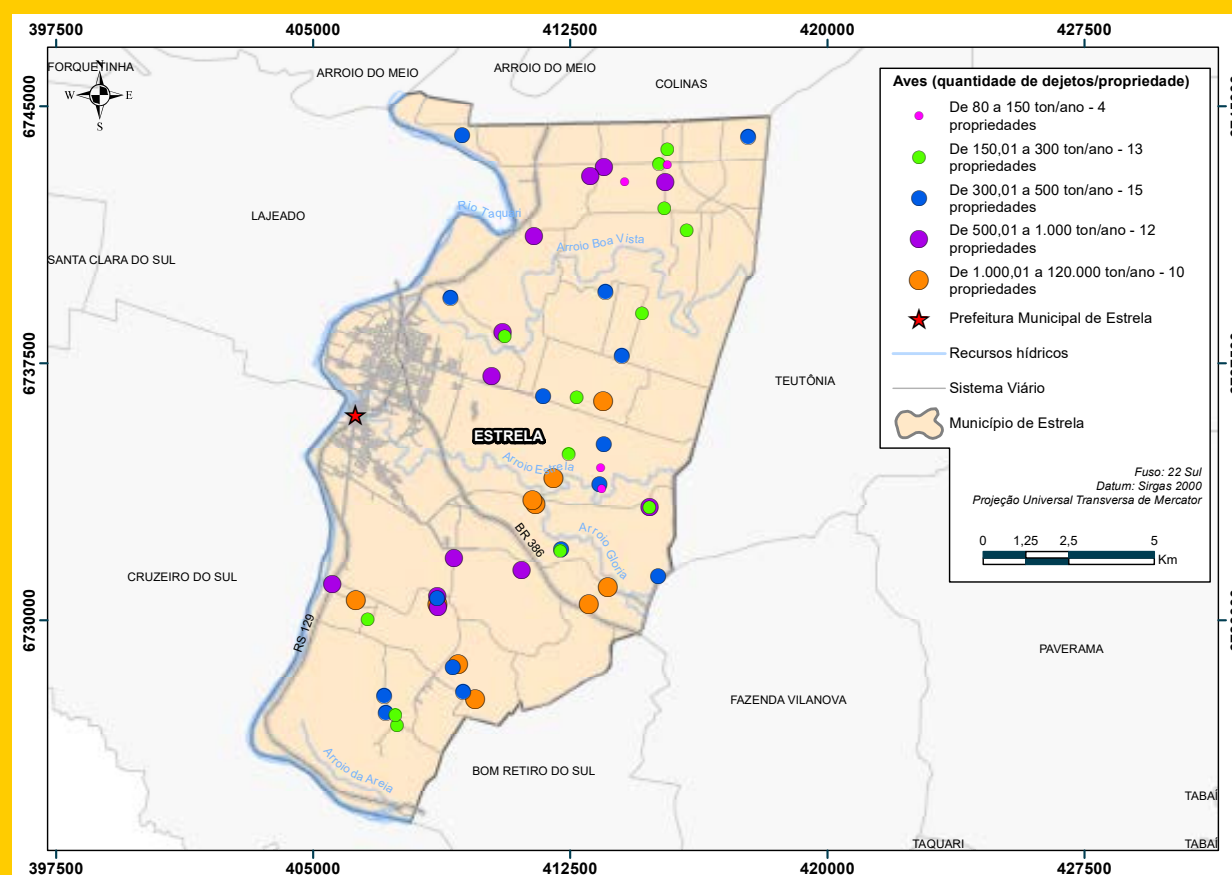 397500 405000 412500 420000 427500
FORQUETINHA
ARROIO DO MEIO
ARROIO DO MEIO
COLINAS
N
W E
S
6745000
Aves (quantidade de dejetos/propriedade)
De 80 a 150 ton/ano - 4
propriedades
De 150,01 a 300 ton/ano - 13
propriedades
De 300,01 a 500 ton/ano - 15
propriedades
De 500,01 a 1.000 ton/ano - 12
propriedades
De 1.000,01 a 120.000 ton/ano - 10
propriedades
Prefeitura Municipal de Estrela
Recursos hídricos
Sistema Viário
Município de Estrela
Fuso: 22 Sul
Datum: Sirgas 2000
Projeção Universal Transversa de Mercator
0 1,25 2,5 5
Km
LAJEADO
Rio Taquari
Arroio Boa Vista
SANTA CLARA DO SUL
6737500
TEUTÔNIA
ESTRELA
Arroio Estrela
BR 386
Arroio Gloria
CRUZEIRO DO SUL
6730000
RS 129
PAVERAMA
FAZENDA VILANOVA
Arroio da Areia
BOM RETIRO DO SUL
TABAÍ
TAQUARI
TABAÍ
397500 405000 412500 420000 427500